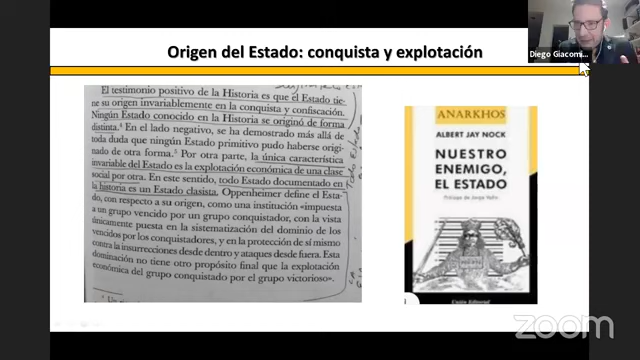 Diego Giacomi...
Origen del Estado: conquista y explotación
El testimonio positivo de la Historia es que el Estado tie-
ne su origen invariablemente en la conquista y confiscación.
Ningún Estado conocido en la Historia se originó de forma
distinta.⁴ En el lado negativo, se ha demostrado más allá de
toda duda que ningún Estado primitivo pudo haberse origi-
nado de otra forma.⁵ Por otra parte, la única característica
invariable del Estado es la explotación económica de una clase
social por otra. En este sentido, todo Estado documentado en
la historia es un Estado clasista. Oppenheimer define el Esta-
do, con respecto a su origen, como una institución «impuesta
a un grupo vencido por un grupo conquistador, con la vista
únicamente puesta en la sistematización del dominio de los
vencidos por los conquistadores, y en la protección de sí mismo
contra la insurrecciones desde dentro y ataques desde fuera. Esta
dominación no tiene otro propósito final que la explotación
económica del grupo conquistado por el grupo victorioso».
ANARKHOS
ALBERT JAY NOCK
NUESTRO
ENEMIGO,
EL ESTADO
Unión Editorial
zoom